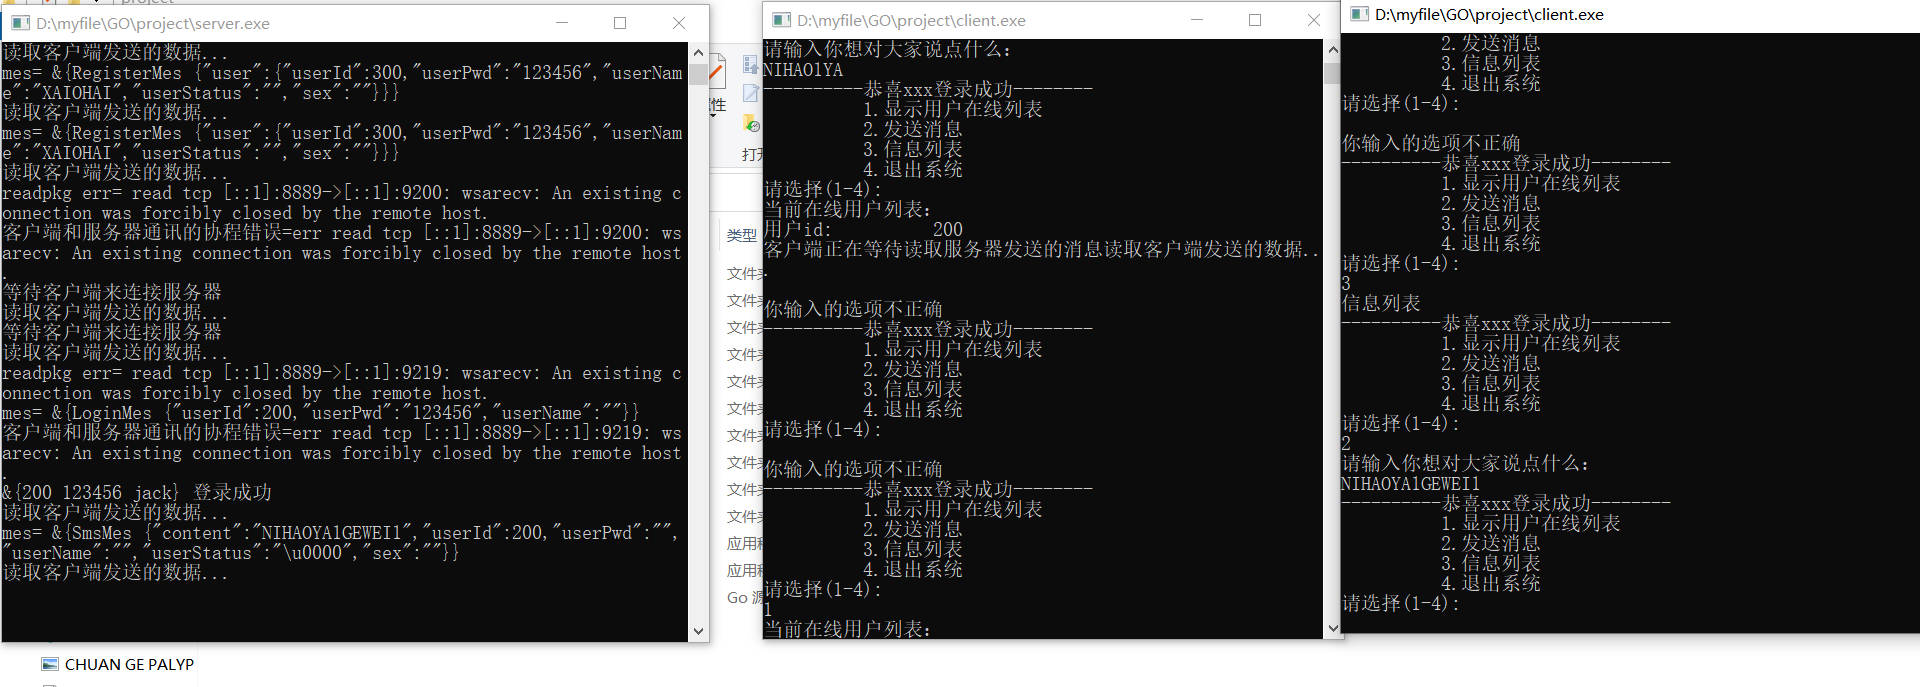 project
D:\myfile\GO\project\server.exe
读取客户端发送的数据...
mes= &{RegisterMes {"user":{"userId":300,"userPwd":"123456","userNam
e":"XAIOHAI","userStatus":"","sex":""}}}
读取客户端发送的数据...
mes= &{RegisterMes {"user":{"userId":300,"userPwd":"123456","userNam
e":"XAIOHAI","userStatus":"","sex":""}}}
读取客户端发送的数据...
readpkg err= read tcp [::1]:8889->[::1]:9200: wsarecv: An existing c
onnection was forcibly closed by the remote host.
客户端和服务器通讯的协程错误=err read tcp [::1]:8889->[::1]:9200: ws
arecv: An existing connection was forcibly closed by the remote host
.
等待客户端来连接服务器
读取客户端发送的数据...
等待客户端来连接服务器
读取客户端发送的数据...
readpkg err= read tcp [::1]:8889->[::1]:9219: wsarecv: An existing c
onnection was forcibly closed by the remote host.
mes= &{LoginMes {"userId":200,"userPwd":"123456","userName":""}}
客户端和服务器通讯的协程错误=err read tcp [::1]:8889->[::1]:9219: ws
arecv: An existing connection was forcibly closed by the remote host
.
&{200 123456 jack} 登录成功
读取客户端发送的数据...
mes= &{SmsMes {"content":"NIHAOYA1GEWEI1","userId":200,"userPwd":"",
"userName":"","userStatus":"\u0000","sex":""}}
读取客户端发送的数据...
CHUAN GE PALYP
性
打开
类型
文件夹
文件夹
文件夹
文件夹
文件夹
文件夹
文件夹
文件夹
文件夹
文件夹
应用程
应用程
Go 源
D:\myfile\GO\project\client.exe
请输入你想对大家说点什么:
NIHAO1YA
----------恭喜xxx登录成功--------
1.显示用户在线列表
2.发送消息
3.信息列表
4.退出系统
请选择(1-4):
当前在线用户列表:
用户id: 200
客户端正在等待读取服务器发送的消息读取客户端发送的数据..
.
你输入的选项不正确
----------恭喜xxx登录成功--------
1.显示用户在线列表
2.发送消息
3.信息列表
4.退出系统
请选择(1-4):
你输入的选项不正确
----------恭喜xxx登录成功--------
1.显示用户在线列表
2.发送消息
3.信息列表
4.退出系统
请选择(1-4):
1
当前在线用户列表:
D:\myfile\GO\project\client.exe
2.发送消息
3.信息列表
4.退出系统
请选择(1-4):
你输入的选项不正确
----------恭喜xxx登录成功--------
1.显示用户在线列表
2.发送消息
3.信息列表
4.退出系统
请选择(1-4):
3
信息列表
----------恭喜xxx登录成功--------
1.显示用户在线列表
2.发送消息
3.信息列表
4.退出系统
请选择(1-4):
2
请输入你想对大家说点什么:
NIHAOYA1GEWEI1
----------恭喜xxx登录成功--------
1.显示用户在线列表
2.发送消息
3.信息列表
4.退出系统
请选择(1-4):